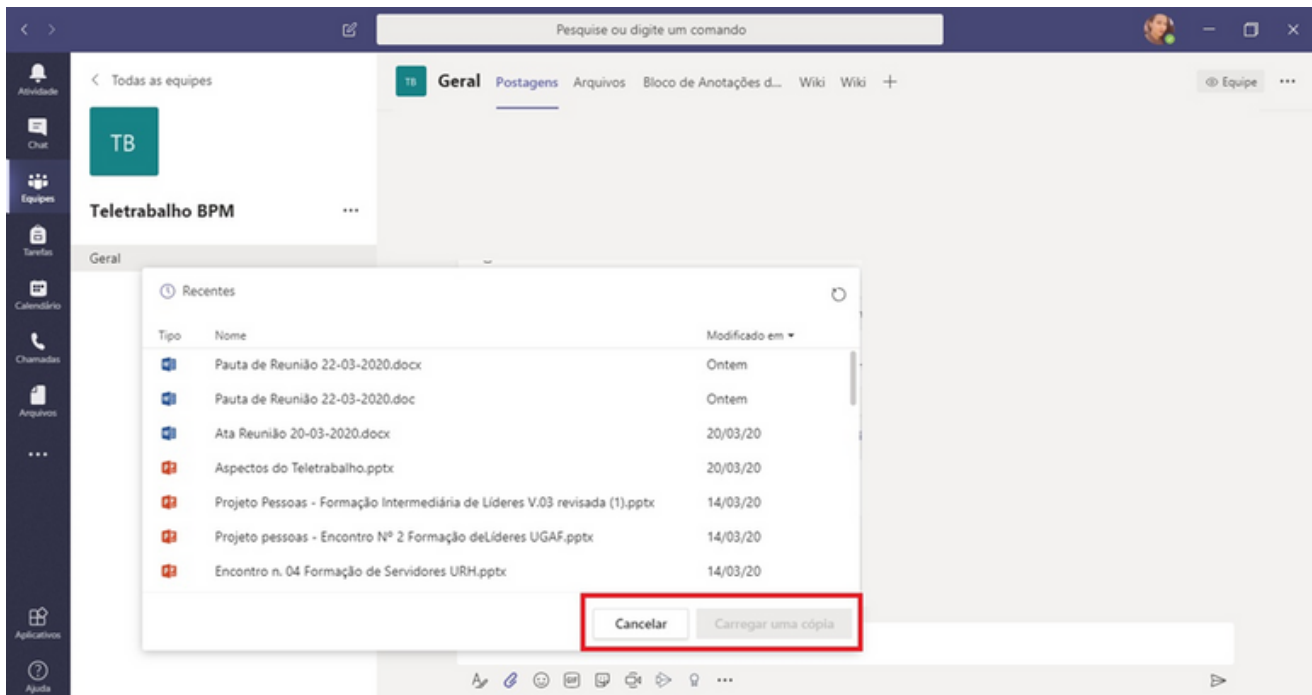 Pesquise ou digite um comando
Atividade
Chat
Equipes
Tarefas
Calendário
Chamadas
Arquivos
Aplicativos
Ajuda
Todas as equipes
TB
Teletrabalho BPM
Geral
TB Geral Postagens Arquivos Bloco de Anotações d... Wiki Wiki
Equipe
Recentes
Tipo Nome Modificado em
Pauta de Reunião 22-03-2020.docx Ontem
Pauta de Reunião 22-03-2020.doc Ontem
Ata Reunião 20-03-2020.docx 20/03/20
Aspectos do Teletrabalho.pptx 20/03/20
Projeto Pessoas - Formação Intermediária de Líderes V.03 revisada (1).pptx 14/03/20
Projeto pessoas - Encontro Nº 2 Formação deLíderes UGAF.pptx 14/03/20
Encontro n. 04 Formação de Servidores URH.pptx 14/03/20
Cancelar Carregar uma cópia
GIF